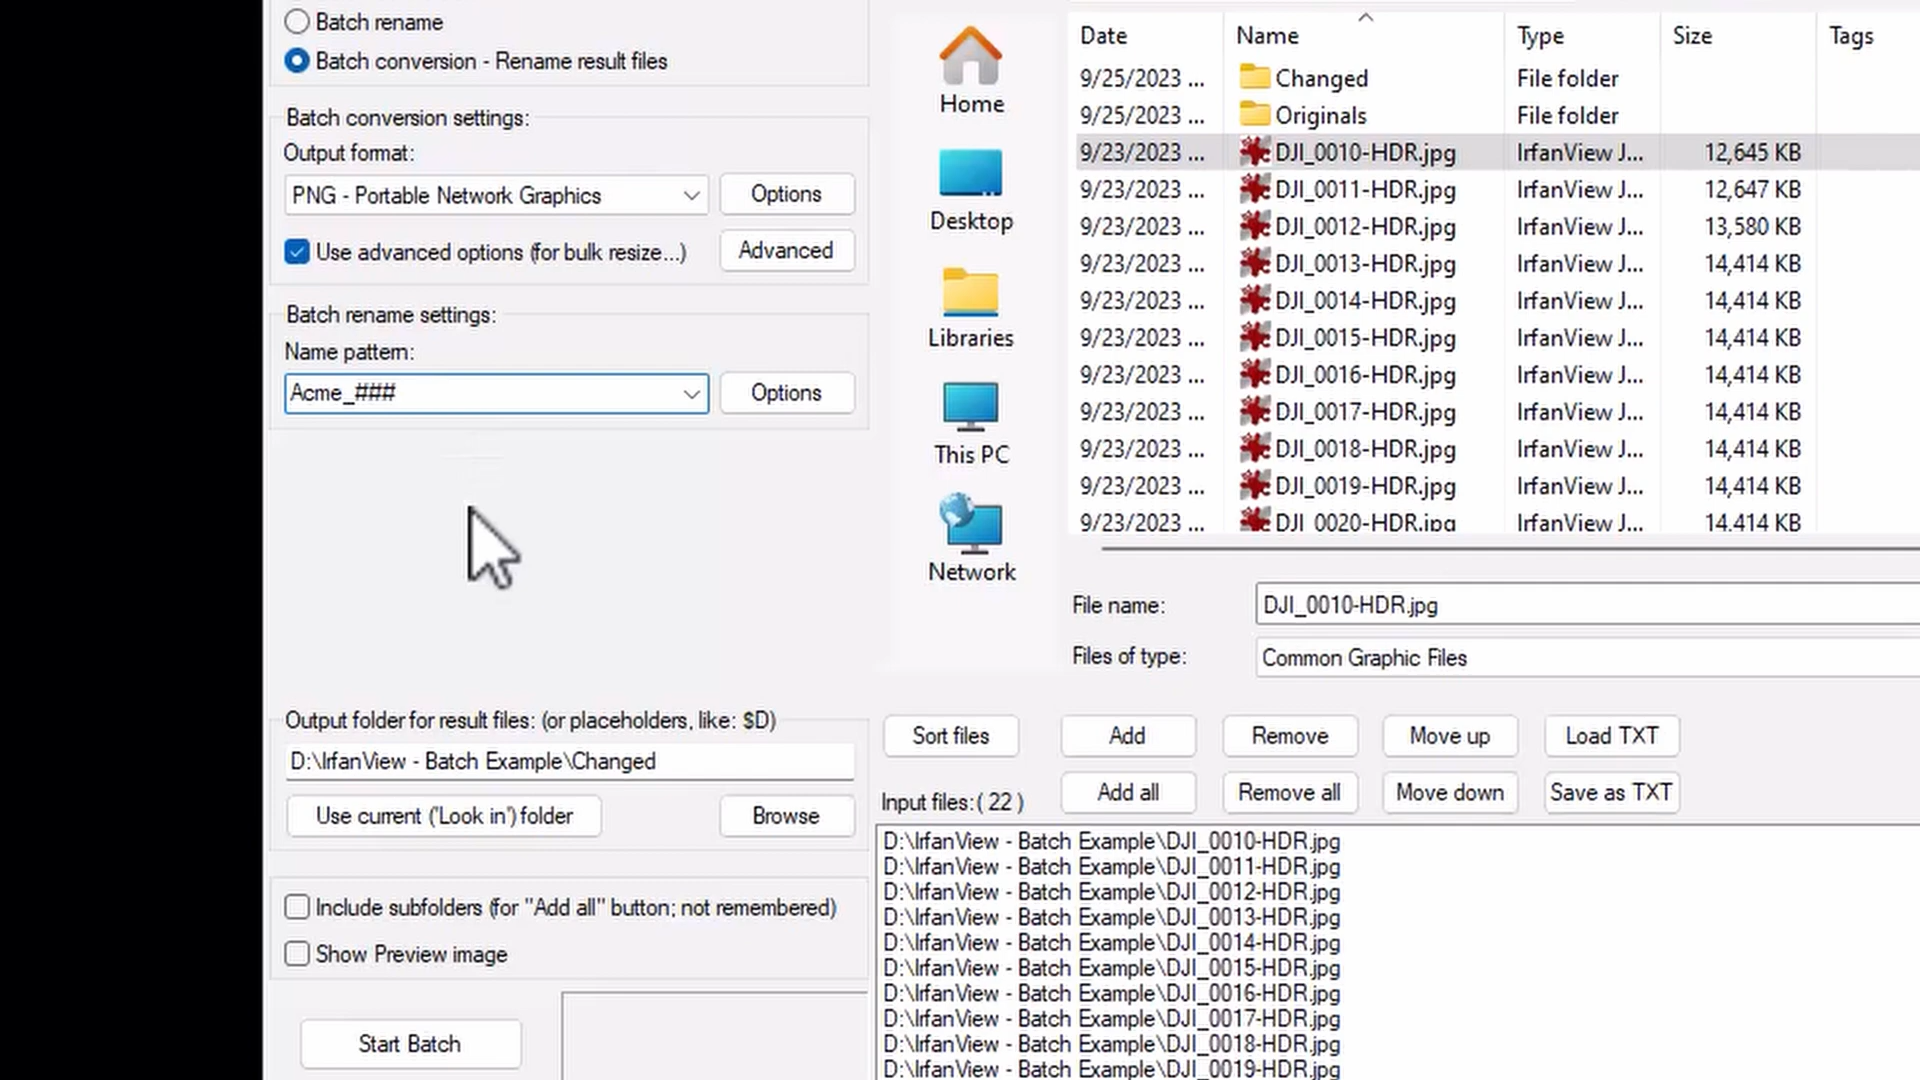 Batch rename
Batch conversion - Rename result files
Batch conversion settings:
Output format:
PNG - Portable Network Graphics
Options
Use advanced options (for bulk resize...)
Advanced
Batch rename settings:
Name pattern:
Acme_###
Options
Output folder for result files: (or placeholders, like: $D)
D:\IrfanView - Batch Example\Changed
Use current ('Look in') folder
Browse
Include subfolders (for "Add all" button; not remembered)
Show Preview image
Start Batch
Home
Desktop
Libraries
This PC
Network
Date Name Type Size Tags
9/25/2023 ... Changed File folder
9/25/2023 ... Originals File folder
9/23/2023 ... DJI_0010-HDR.jpg IrfanView J... 12,645 KB
9/23/2023 ... DJI_0011-HDR.jpg IrfanView J... 12,647 KB
9/23/2023 ... DJI_0012-HDR.jpg IrfanView J... 13,580 KB
9/23/2023 ... DJI_0013-HDR.jpg IrfanView J... 14,414 KB
9/23/2023 ... DJI_0014-HDR.jpg IrfanView J... 14,414 KB
9/23/2023 ... DJI_0015-HDR.jpg IrfanView J... 14,414 KB
9/23/2023 ... DJI_0016-HDR.jpg IrfanView J... 14,414 KB
9/23/2023 ... DJI_0017-HDR.jpg IrfanView J... 14,414 KB
9/23/2023 ... DJI_0018-HDR.jpg IrfanView J... 14,414 KB
9/23/2023 ... DJI_0019-HDR.jpg IrfanView J... 14,414 KB
9/23/2023 ... DJI_0020-HDR.jpg IrfanView J... 14,414 KB
File name: DJI_0010-HDR.jpg
Files of type: Common Graphic Files
Sort files Add Remove Move up Load TXT
Input files: ( 22 ) Add all Remove all Move down Save as TXT
D:\IrfanView - Batch Example\DJI_0010-HDR.jpg
D:\IrfanView - Batch Example\DJI_0011-HDR.jpg
D:\IrfanView - Batch Example\DJI_0012-HDR.jpg
D:\IrfanView - Batch Example\DJI_0013-HDR.jpg
D:\IrfanView - Batch Example\DJI_0014-HDR.jpg
D:\IrfanView - Batch Example\DJI_0015-HDR.jpg
D:\IrfanView - Batch Example\DJI_0016-HDR.jpg
D:\IrfanView - Batch Example\DJI_0017-HDR.jpg
D:\IrfanView - Batch Example\DJI_0018-HDR.jpg
D:\IrfanView - Batch Example\DJI_0019-HDR.jpg